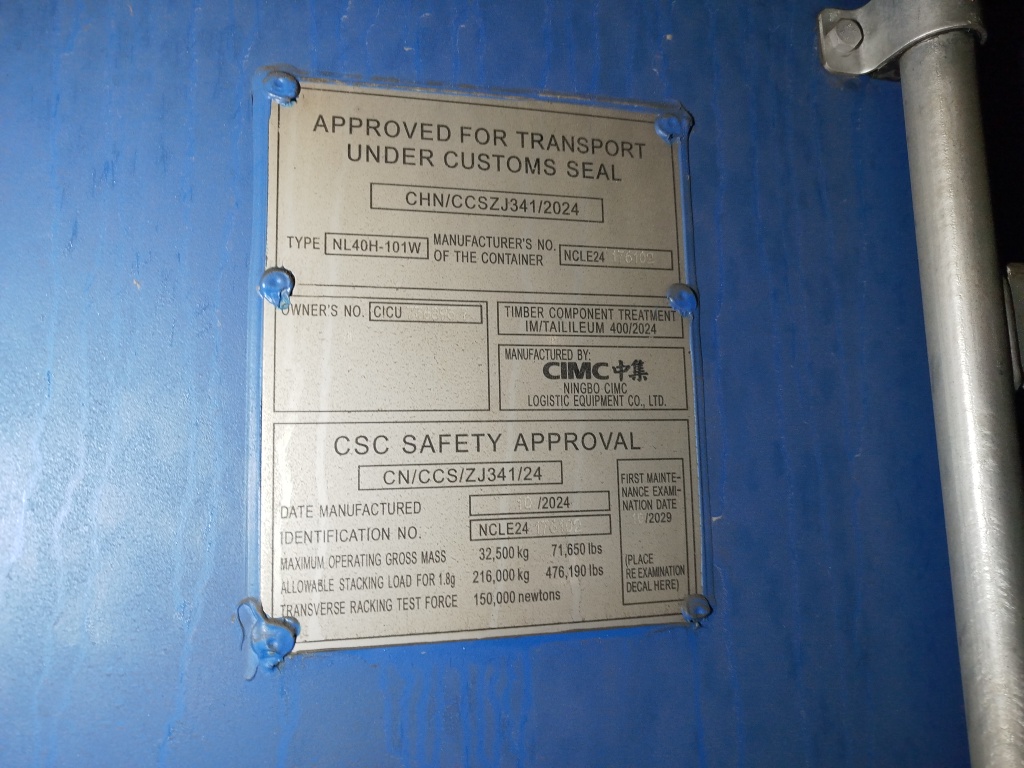 APPROVED FOR TRANSPORT
UNDER CUSTOMS SEAL
CHN/CCSZJ341/2024
TYPE NL40H-101W MANUFACTURER'S NO.
OF THE CONTAINER NCLE24
OWNER'S NO. CICU
TIMBER COMPONENT TREATMENT
IM/TAILILEUM 400/2024
MANUFACTURED BY:
CIMC 中集
NINGBO CIMC
LOGISTIC EQUIPMENT CO., LTD.
CSC SAFETY APPROVAL
CN/CCS/ZJ341/24
DATE MANUFACTURED /2024
IDENTIFICATION NO. NCLE24
MAXIMUM OPERATING GROSS MASS 32,500 kg 71,650 lbs
ALLOWABLE STACKING LOAD FOR 1.8g 216,000 kg 476,190 lbs
TRANSVERSE RACKING TEST FORCE 150,000 newtons
FIRST MAINTE-
NANCE EXAMI-
NATION DATE
/2029
(PLACE
RE EXAMINATION
DECAL HERE)